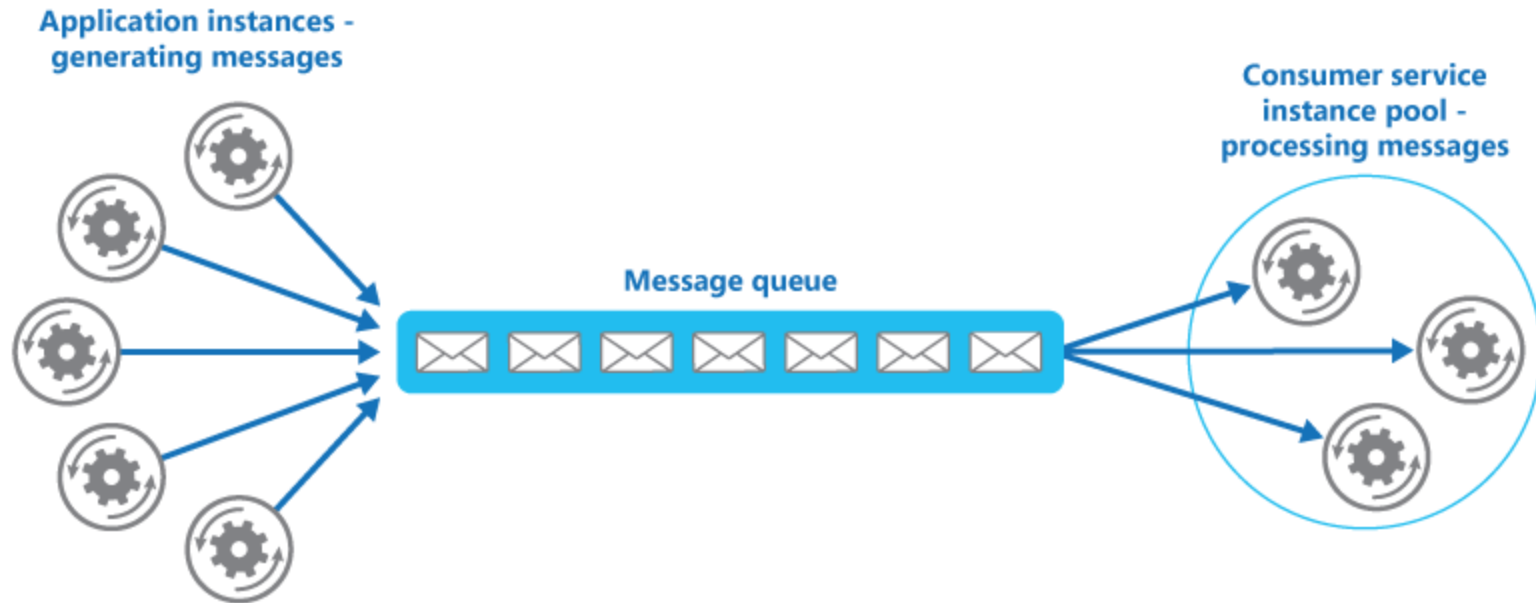 Application instances -
generating messages
Consumer service
instance pool -
processing messages
Message queue